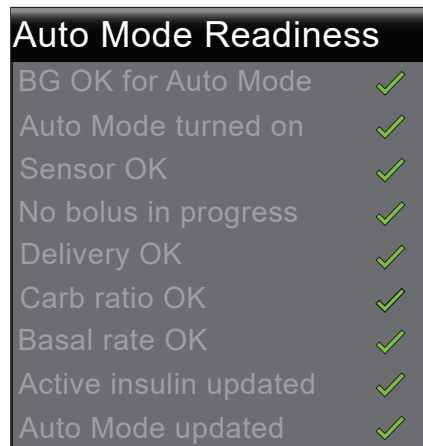 Auto Mode Readiness
BG OK for Auto Mode
Auto Mode turned on
Sensor OK
No bolus in progress
Delivery OK
Carb ratio OK
Basal rate OK
Active insulin updated
Auto Mode updated